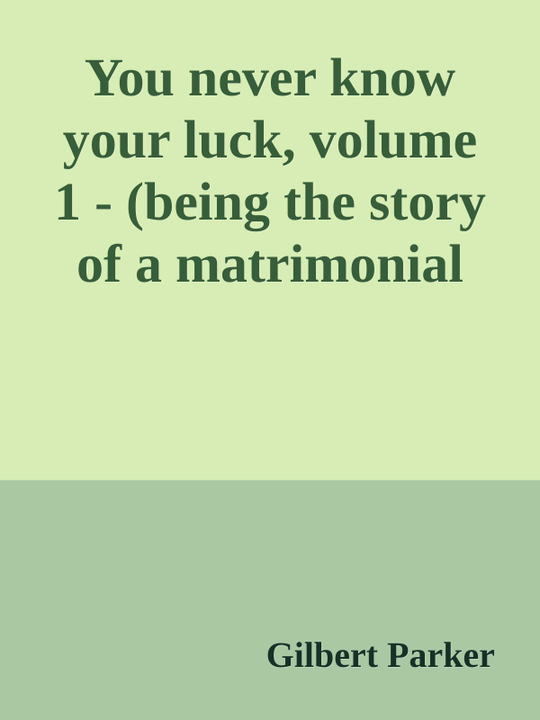 You never know
your luck, volume
1 - (being the story
of a matrimonial
Gilbert Parker